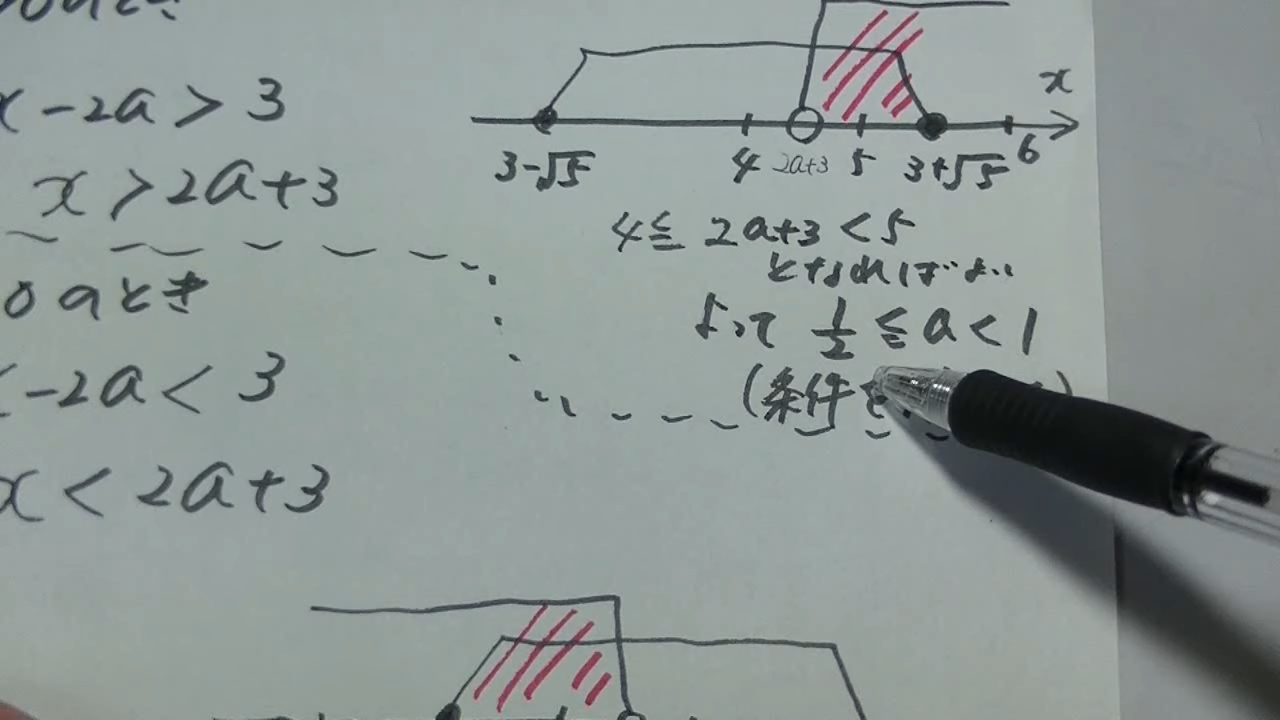 x-2a>3
x>2a+3
aとき
-2a<3
x<2a+3
x
3-√5 4 2a+3 5 3+√5 6
4≦2a+3<5
となればよい
よって 1/2≦a<1
(条件を